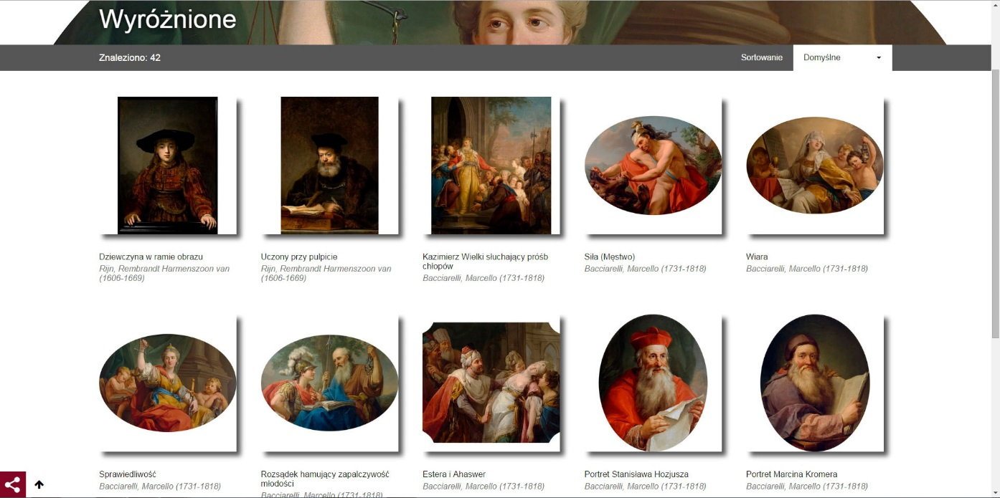 Wyróżnione
Znaleziono: 42
Sortowanie
Domyślne
Dziewczyna w ramie obrazu
Rijn, Rembrandt Harmenszoon van
(1606-1669)
Uczony przy pulpicie
Rijn, Rembrandt Harmenszoon van
(1606-1669)
Kazimierz Wielki słuchający próśb
chłopów
Bacciarelli, Marcello (1731-1818)
Siła (Męstwo)
Bacciarelli, Marcello (1731-1818)
Wiara
Bacciarelli, Marcello (1731-1818)
Sprawiedliwość
Bacciarelli, Marcello (1731-1818)
Rozsądek hamujący zapalczywość
młodości
Bacciarelli, Marcello (1731-1818)
Estera i Ahaswer
Bacciarelli, Marcello (1731-1818)
Portret Stanisława Hozjusza
Bacciarelli, Marcello (1731-1818)
Portret Marcina Kromera
Bacciarelli, Marcello (1731-1818)